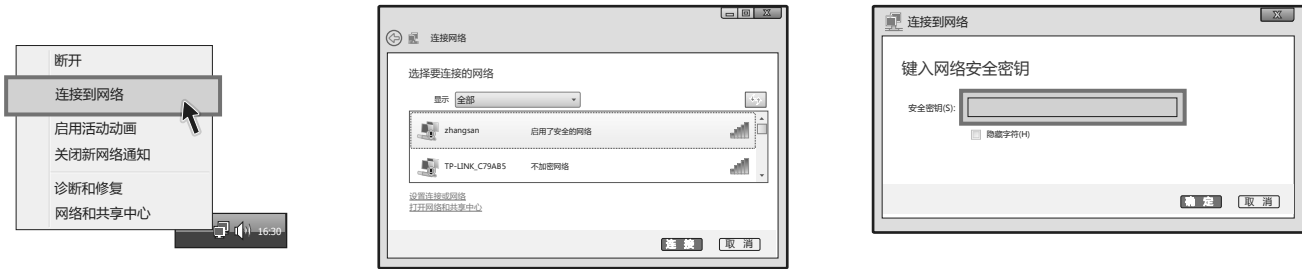 断开
连接到网络
启用活动动画
关闭新网络通知
诊断和修复
网络和共享中心
16:30
连接网络
选择要连接的网络
显示 全部
zhangsan 启用了安全的网络
TP-LINK_C79AB5 不加密网络
设置连接或网络
打开网络和共享中心
连接 取消
连接到网络
键入网络安全密钥
安全密钥(S):
隐藏字符(H)
确定 取消